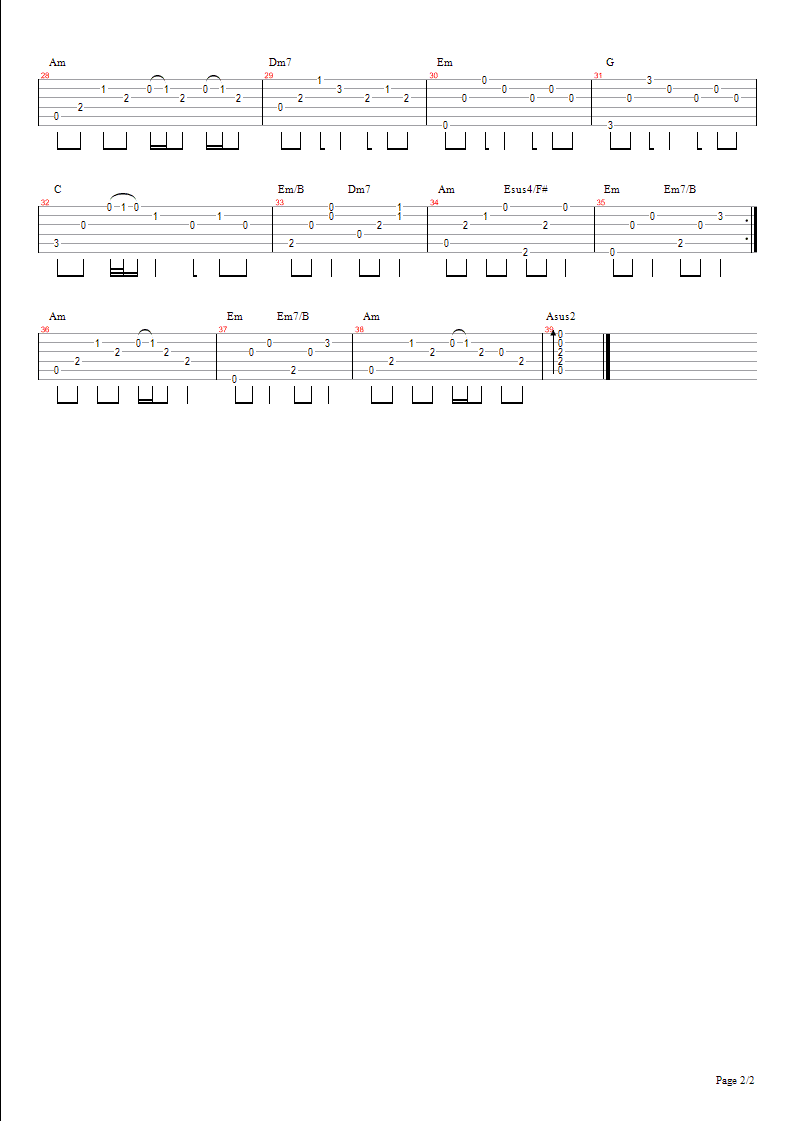 Am Dm7 Em G
28 29 30 31
1 3
1 0 1 0 1 3 1 0 0 0 0 0
2 2 2 2 2 2 0 0 0 0 0
2 0
0
0 3
C Em/B Dm7 Am Esus4/F# Em Em7/B
32 33 34 35
0 1 0 0 1 0 0
1 1 0 1 1 0 3
0 0 0 0 2 2 2 0 0
0
3 2 0 2
2 0
Am Em Em7/B Am Asus2
36 37 38 39
0
1 0 1 0 3 1 0 1 0
2 2 0 0 2 2 0 2
2 2 2 2 2
0 2 0 0
0
Page 2/2